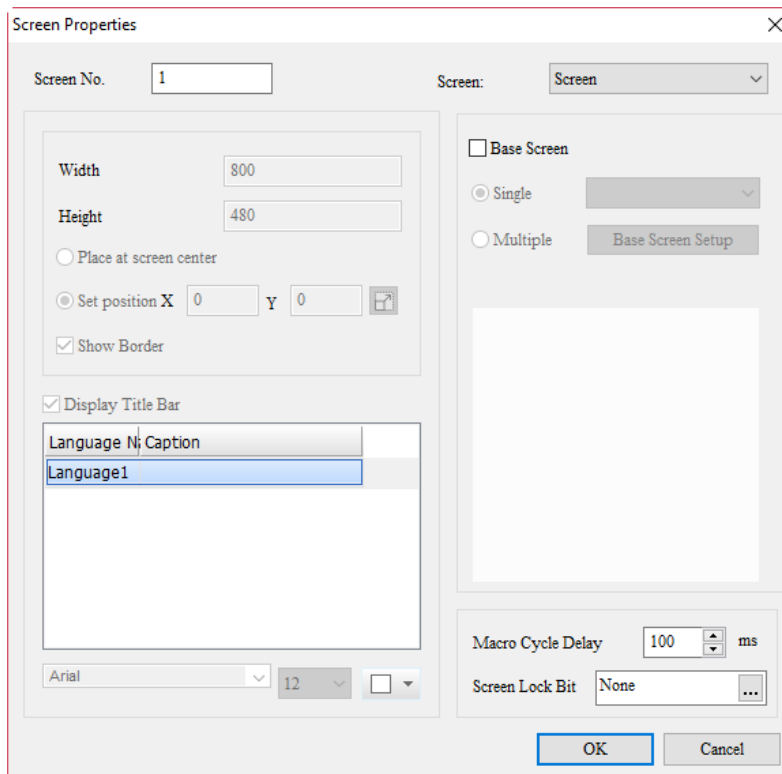 Screen Properties
Screen No. 1
Screen: Screen
Width 800
Height 480
Place at screen center
Set position X 0 Y 0
Show Border
Display Title Bar
Language N Caption
Language1
Arial 12
Base Screen
Single
Multiple Base Screen Setup
Macro Cycle Delay 100 ms
Screen Lock Bit None ...
OK Cancel